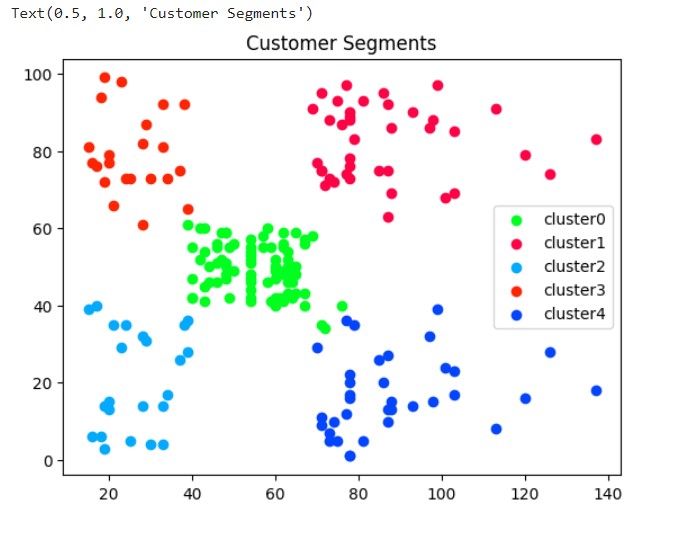 Text(0.5, 1.0, 'Customer Segments')
Customer Segments
100
80
60
40
20
0
cluster0
cluster1
cluster2
cluster3
cluster4
20 40 60 80 100 120 140